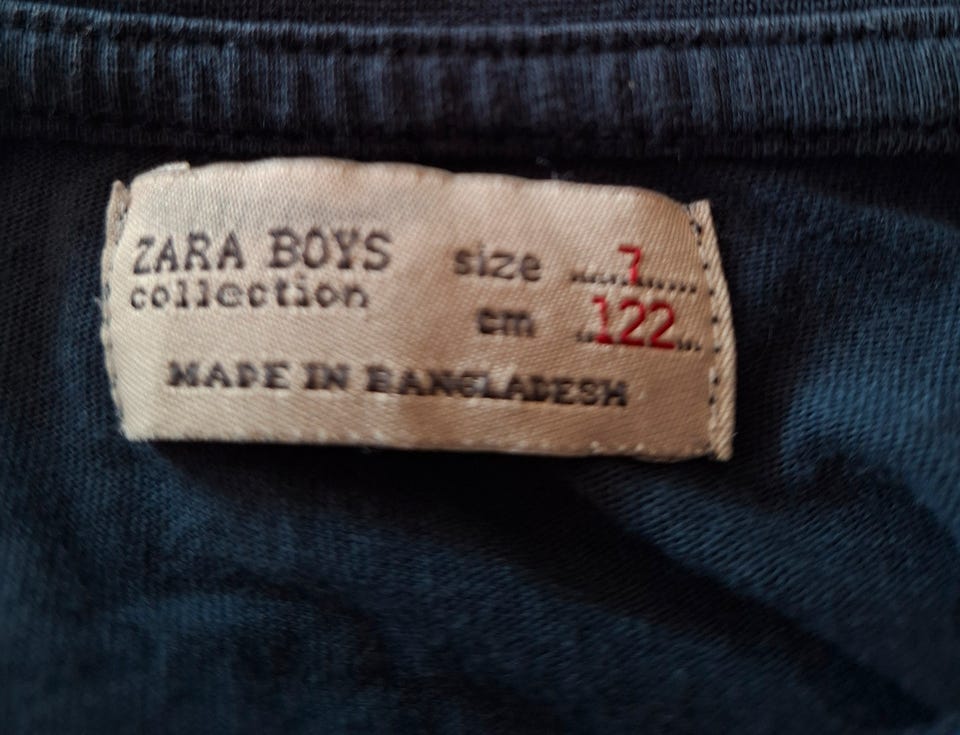 ZARA BOYS
collection
size 7
cm 122
MADE IN BANGLADESH